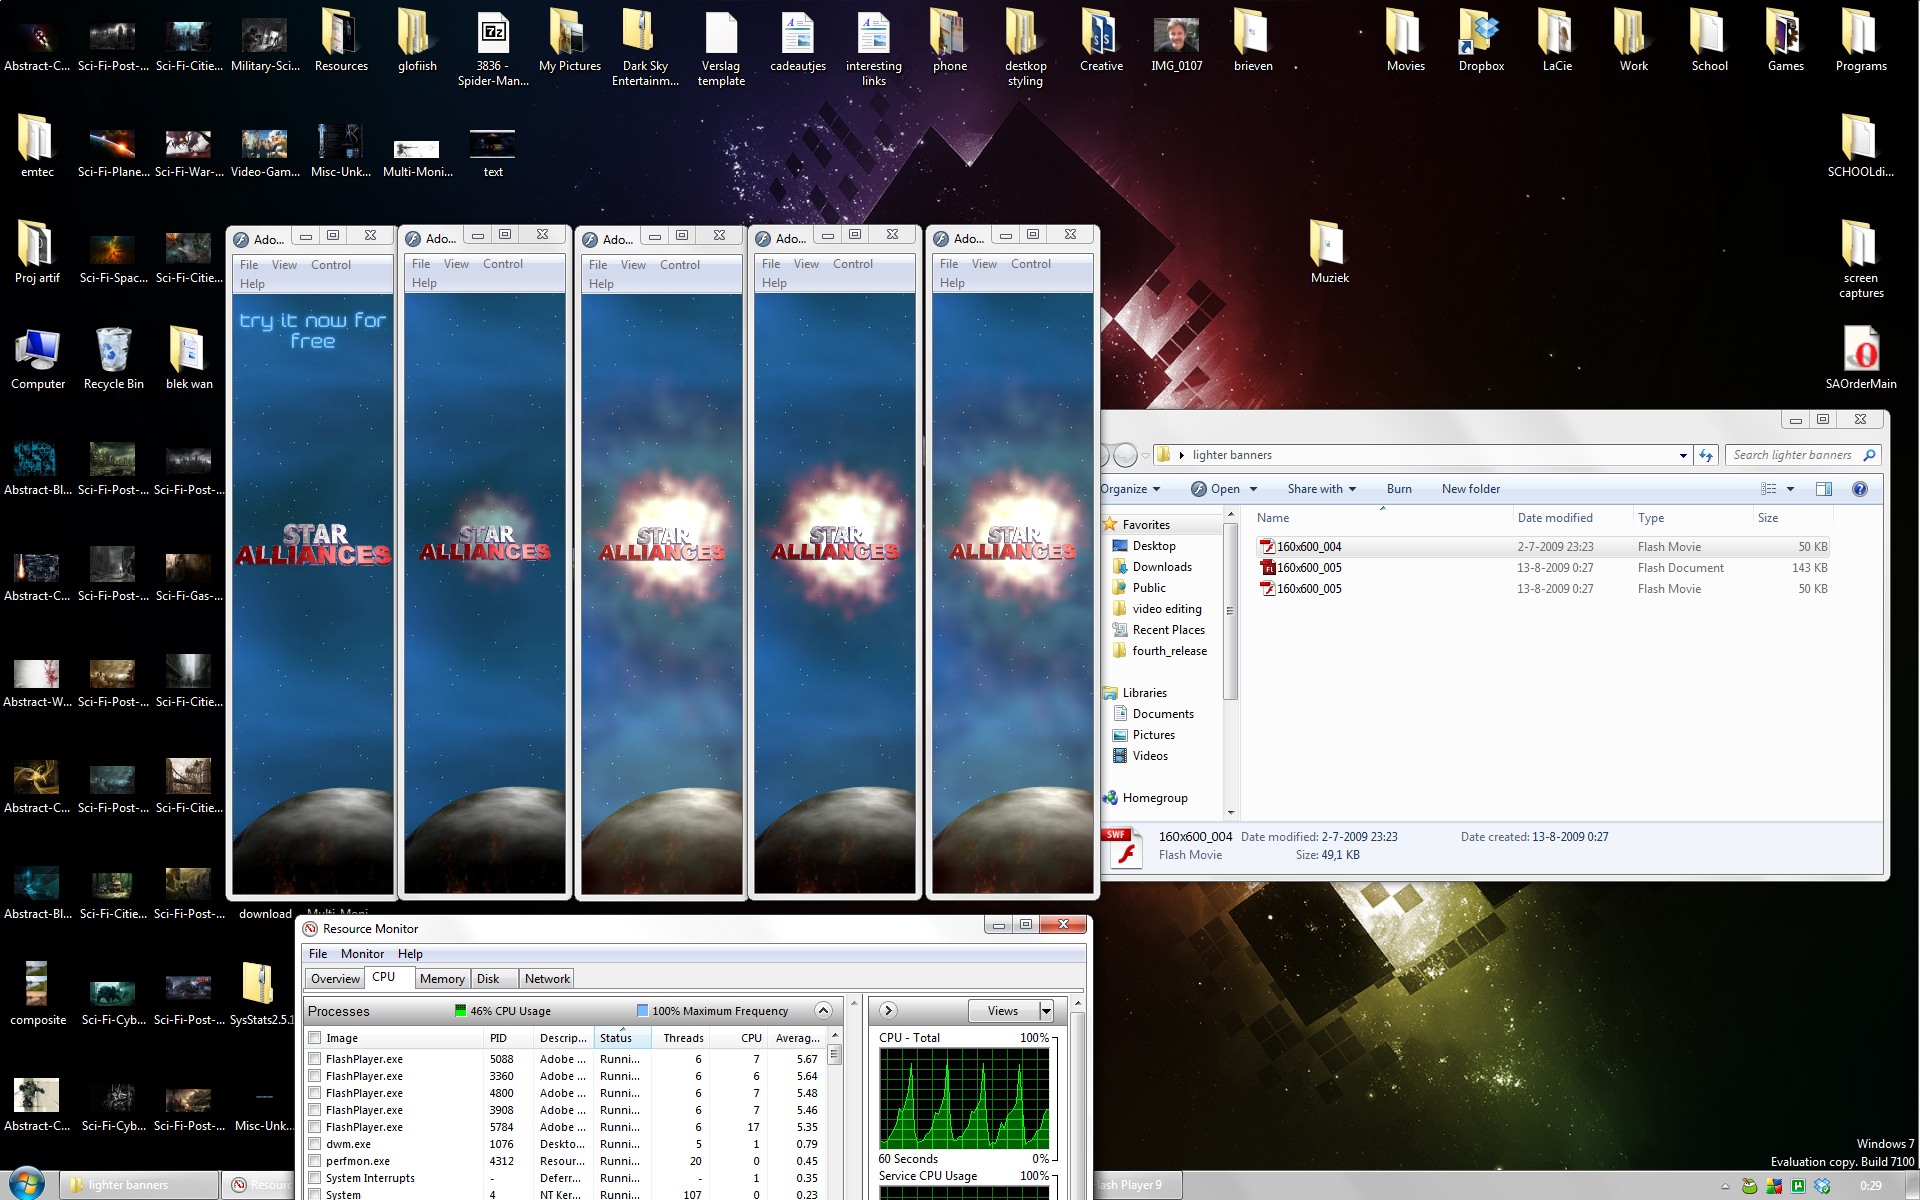 Abstract-C...
Sci-Fi-Post-...
Sci-Fi-Citie...
Military-Sci...
Resources
glofiish
3836 -
Spider-Man...
My Pictures
Dark Sky
Entertainm...
Verslag
template
cadeautjes
interesting
links
phone
destkop
styling
Creative
IMG_0107
brieven
Movies
Dropbox
LaCie
Work
School
Games
Programs
emtec
Sci-Fi-Plane...
Sci-Fi-War-...
Video-Gam...
Misc-Unk...
Multi-Moni...
text
SCHOOLdi...
Proj artif
Sci-Fi-Spac...
Sci-Fi-Citie...
Muziek
screen
captures
Computer
Recycle Bin
blek wan
SAOrderMain
Abstract-Bl...
Sci-Fi-Post-...
Sci-Fi-Post-...
Abstract-C...
Sci-Fi-Post-...
Sci-Fi-Gas-...
Abstract-W...
Sci-Fi-Post-...
Sci-Fi-Citie...
Abstract-C...
Sci-Fi-Post-...
Sci-Fi-Citie...
Abstract-Bl...
Sci-Fi-Citie...
Sci-Fi-Post-...
download
Multi-Moni
composite
Sci-Fi-Cyb...
Sci-Fi-Post-...
SysStats2.5.1
Abstract-C...
Sci-Fi-Cyb...
Sci-Fi-Post-...
Misc-Unk...
Ado...
File View Control
Help
try it now for
free
STAR
ALLIANCES
Ado...
File View Control
Help
STAR
ALLIANCES
Ado...
File View Control
Help
STAR
ALLIANCES
Ado...
File View Control
Help
STAR
ALLIANCES
Ado...
File View Control
Help
STAR
ALLIANCES
lighter banners
Search lighter banners
Organize Open Share with Burn New folder
Favorites
Desktop
Downloads
Public
video editing
Recent Places
fourth_release
Libraries
Documents
Pictures
Videos
Homegroup
Name Date modified Type Size
160x600_004 2-7-2009 23:23 Flash Movie 50 KB
160x600_005 13-8-2009 0:27 Flash Document 143 KB
160x600_005 13-8-2009 0:27 Flash Movie 50 KB
SWF
160x600_004 Date modified: 2-7-2009 23:23 Date created: 13-8-2009 0:27
Flash Movie Size: 49,1 KB
Resource Monitor
File Monitor Help
Overview CPU Memory Disk Network
Processes 46% CPU Usage 100% Maximum Frequency
Image PID Descrip... Status Threads CPU Averag...
FlashPlayer.exe 5088 Adobe ... Runni... 6 7 5.67
FlashPlayer.exe 3360 Adobe ... Runni... 6 6 5.64
FlashPlayer.exe 4800 Adobe ... Runni... 6 7 5.48
FlashPlayer.exe 3908 Adobe ... Runni... 6 7 5.46
FlashPlayer.exe 5784 Adobe ... Runni... 6 17 5.35
dwm.exe 1076 Deskto... Runni... 5 1 0.79
perfmon.exe 4312 Resour... Runni... 20 0 0.45
System Interrupts - Deferr... Runni... - 1 0.35
System 4 NT Ker... Runni... 107 0 0.23
Views
CPU - Total 100%
60 Seconds 0%
Service CPU Usage 100%
Windows 7
Evaluation copy. Build 7100
lighter banners
Resource
Flash Player 9
0:29